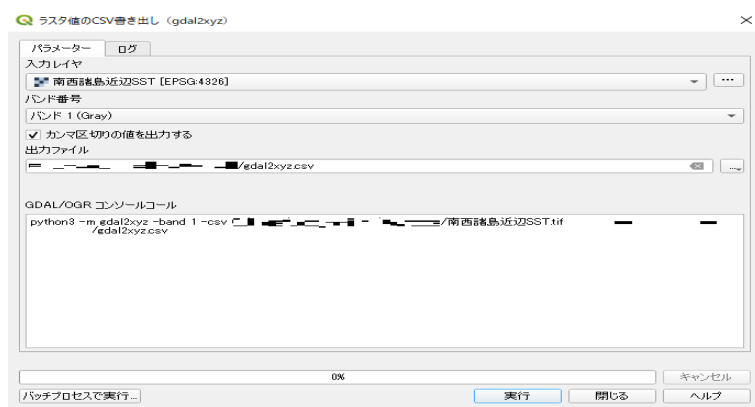 ラスタ値のCSV書き出し（gdal2xyz）
パラメーター ログ
入力レイヤ
南西諸島近辺SST [EPSG:4326]
バンド番号
バンド 1 (Gray)
カンマ区切りの値を出力する
出力ファイル
/gdal2xyz.csv
GDAL/OGR コンソールコール
python3 -m gdal2xyz -band 1 -csv /南西諸島近辺SST.tif
/gdal2xyz.csv
0%
キャンセル
バッチプロセスで実行... 実行 閉じる ヘルプ